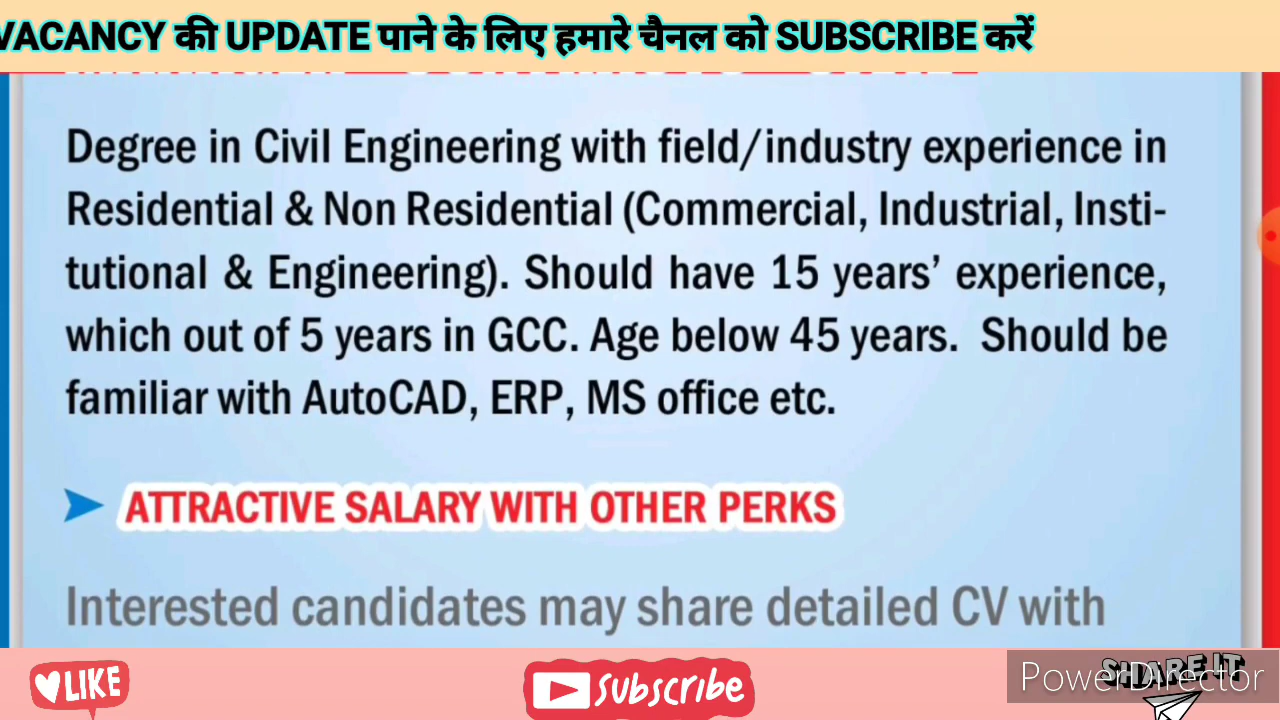 VACANCY की UPDATE पाने के लिए हमारे चैनल को SUBSCRIBE करें
Degree in Civil Engineering with field/industry experience in
Residential & Non Residential (Commercial, Industrial, Insti-
tutional & Engineering). Should have 15 years’ experience,
which out of 5 years in GCC. Age below 45 years. Should be
familiar with AutoCAD, ERP, MS office etc.
➤ ATTRACTIVE SALARY WITH OTHER PERKS
Interested candidates may share detailed CV with
LIKE
Subscribe
SHARE IT
PowerDirector